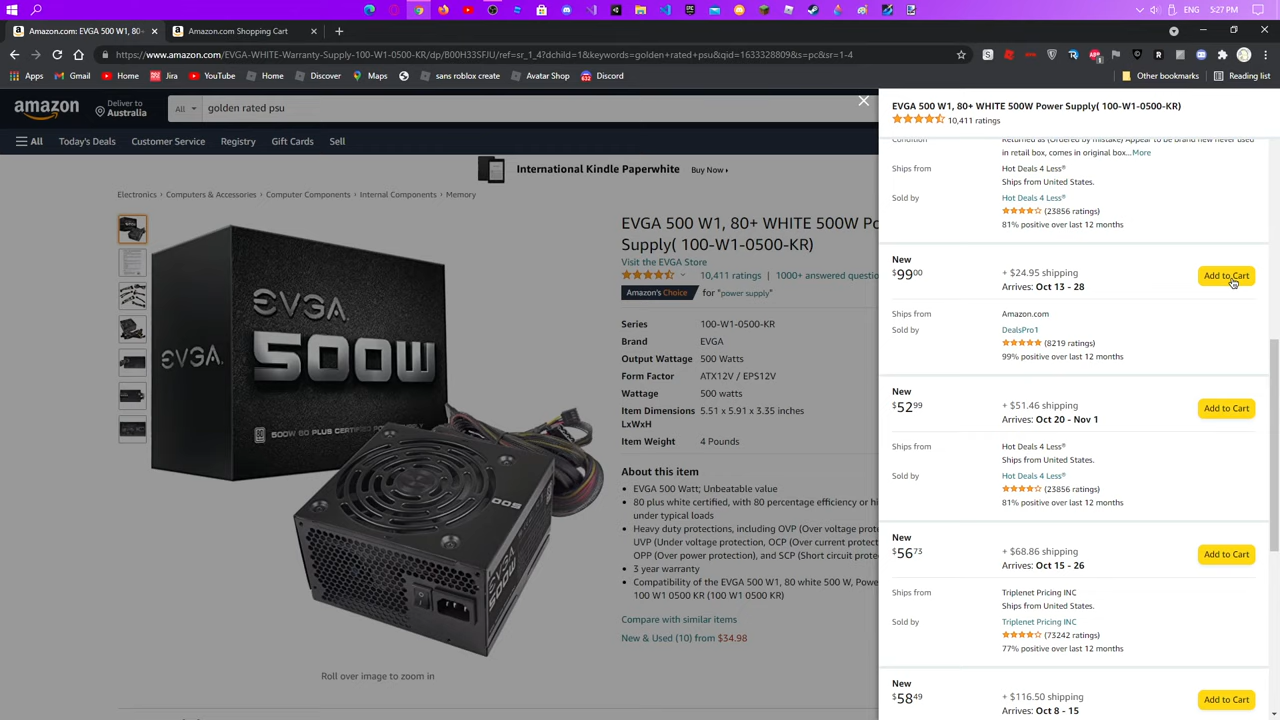 5:27 PM
ENG
Amazon.com: EVGA 500 W1, 80+
Amazon.com Shopping Cart
https://www.amazon.com/EVGA-WHITE-Warranty-Power-Supply-100-W1-0500-KR/dp/B00H33SFJU/ref=sr_1_4?dchild=1&keywords=golden+rated+psu&qid=1633328809&s=pc&sr=1-4
Apps
Gmail
Home
Jira
YouTube
Home
Discover
Maps
sans roblox create
Avatar Shop
Discord
Other bookmarks
Reading list
amazon
Deliver to
Australia
All
golden rated psu
All
Today's Deals
Customer Service
Registry
Gift Cards
Sell
International Kindle Paperwhite
Buy Now
Electronics › Computers & Accessories › Computer Components › Internal Components › Memory
EVGA 500 W1, 80+ WHITE 500W Po
Supply( 100-W1-0500-KR)
Visit the EVGA Store
10,411 ratings | 1000+ answered questio
Amazon's Choice for "power supply"
Series 100-W1-0500-KR
Brand EVGA
Output Wattage 500 Watts
Form Factor ATX12V / EPS12V
Wattage 500 watts
Item Dimensions 5.51 x 5.91 x 3.35 inches
LxWxH
Item Weight 4 Pounds
About this item
EVGA 500 Watt; Unbeatable value
80 plus white certified, with 80 percentage efficiency or hi
under typical loads
Heavy duty protections, including OVP (Over voltage prote
UVP (Under voltage protection, OCP (Over current protect
OPP (Over power protection), and SCP (Short circuit protec
3 year warranty
Compatibility of the EVGA 500 W1, 80 white 500 W, Powe
100 W1 0500 KR (100 W1 0500 KR)
Compare with similar items
New & Used (10) from $34.98
EVGA
EVGA.
500W
500W 80 PLUS CERTIFIED
500
Roll over image to zoom in
EVGA 500 W1, 80+ WHITE 500W Power Supply( 100-W1-0500-KR)
10,411 ratings
Condition Returned as (Ordered by mistake) Appear to be brand new never used
in retail box, comes in original box...More
Ships from Hot Deals 4 Less®
Ships from United States.
Sold by Hot Deals 4 Less®
(23856 ratings)
81% positive over last 12 months
New
$99 00 + $24.95 shipping
Arrives: Oct 13 - 28
Add to Cart
Ships from Amazon.com
Sold by DealsPro1
(8219 ratings)
99% positive over last 12 months
New
$52 99 + $51.46 shipping
Arrives: Oct 20 - Nov 1
Add to Cart
Ships from Hot Deals 4 Less®
Ships from United States.
Sold by Hot Deals 4 Less®
(23856 ratings)
81% positive over last 12 months
New
$56 73 + $68.86 shipping
Arrives: Oct 15 - 26
Add to Cart
Ships from Triplenet Pricing INC
Ships from United States.
Sold by Triplenet Pricing INC
(73242 ratings)
77% positive over last 12 months
New
$58 49 + $116.50 shipping
Arrives: Oct 8 - 15
Add to Cart